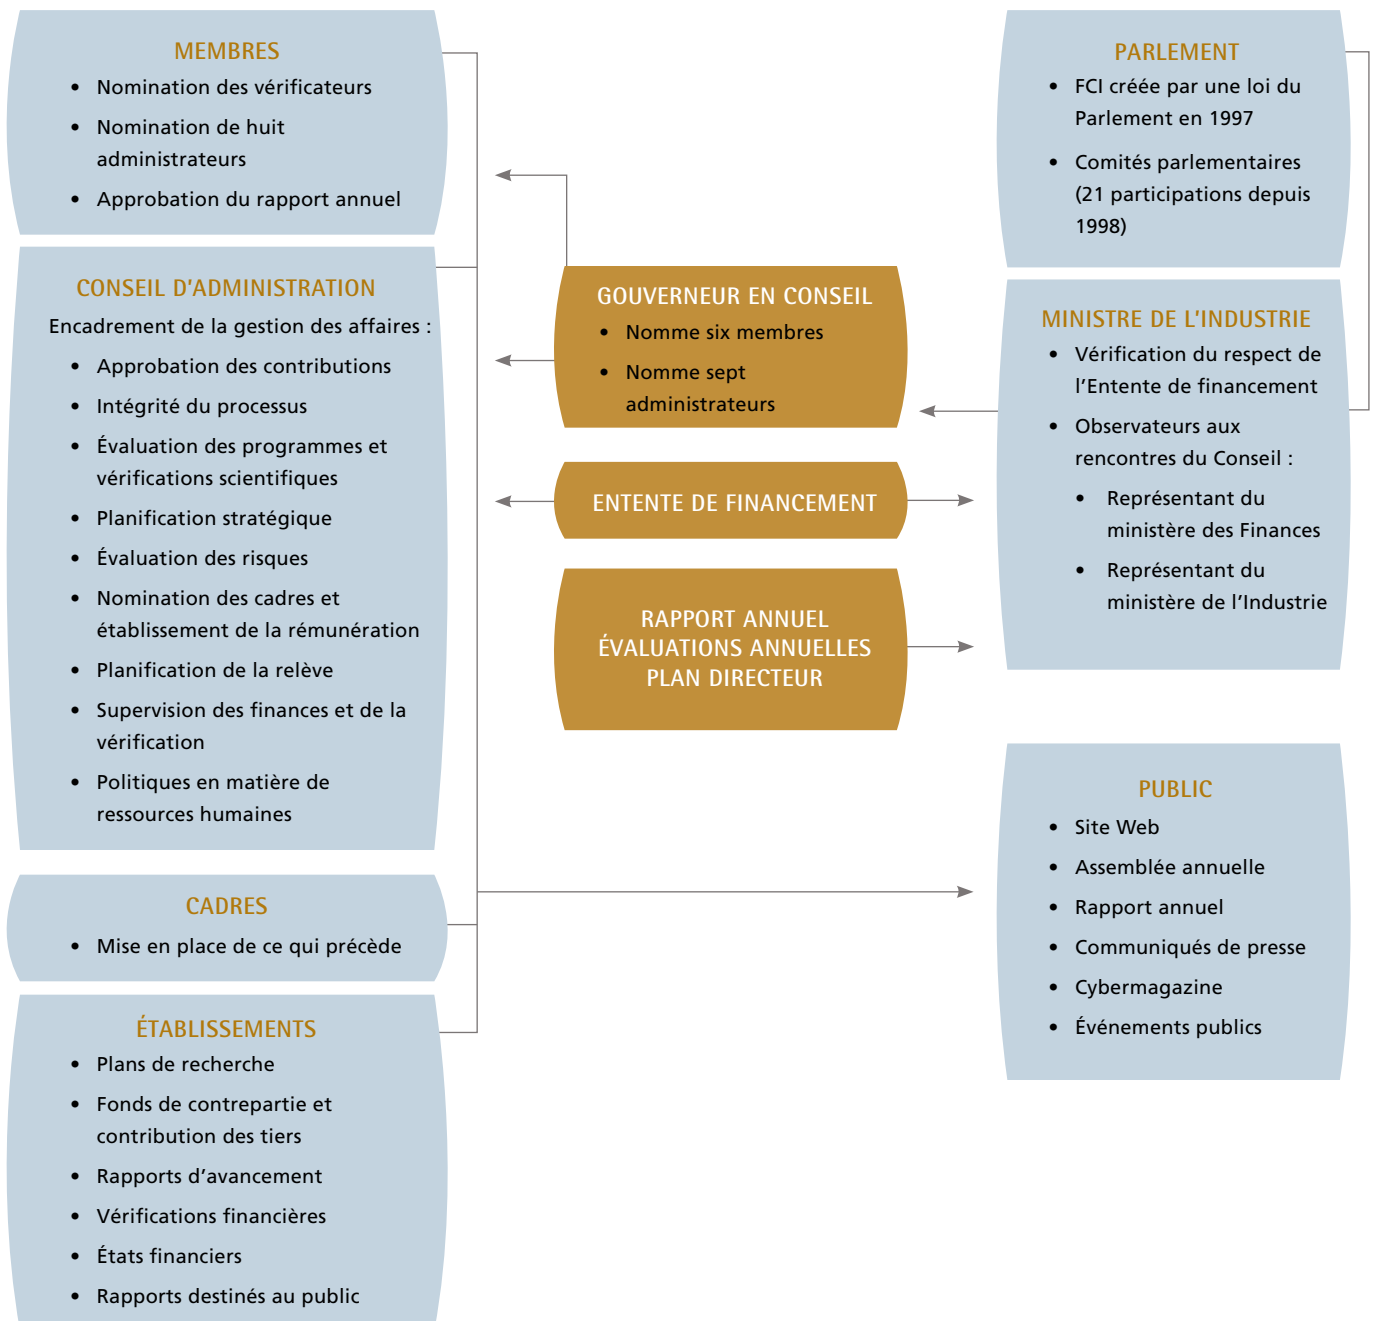 MEMBRES
• Nomination des vérificateurs
• Nomination de huit
administrateurs
• Approbation du rapport annuel
CONSEIL D'ADMINISTRATION
Encadrement de la gestion des affaires :
• Approbation des contributions
• Intégrité du processus
• Évaluation des programmes et
vérifications scientifiques
• Planification stratégique
• Évaluation des risques
• Nomination des cadres et
établissement de la rémunération
• Planification de la relève
• Supervision des finances et de la
vérification
• Politiques en matière de
ressources humaines
CADRES
• Mise en place de ce qui précède
ÉTABLISSEMENTS
• Plans de recherche
• Fonds de contrepartie et
contribution des tiers
• Rapports d'avancement
• Vérifications financières
• États financiers
• Rapports destinés au public
GOUVERNEUR EN CONSEIL
• Nomme six membres
• Nomme sept
administrateurs
ENTENTE DE FINANCEMENT
RAPPORT ANNUEL
ÉVALUATIONS ANNUELLES
PLAN DIRECTEUR
PARLEMENT
• FCI créée par une loi du
Parlement en 1997
• Comités parlementaires
(21 participations depuis
1998)
MINISTRE DE L'INDUSTRIE
• Vérification du respect de
l'Entente de financement
• Observateurs aux
rencontres du Conseil :
• Représentant du
ministère des Finances
• Représentant du
ministère de l'Industrie
PUBLIC
• Site Web
• Assemblée annuelle
• Rapport annuel
• Communiqués de presse
• Cybermagazine
• Événements publics